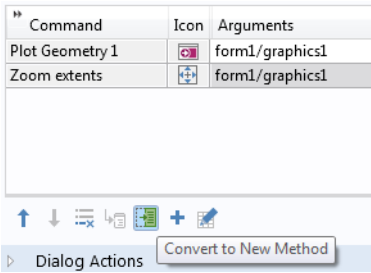 Command Icon Arguments
Plot Geometry 1 form1/graphics1
Zoom extents form1/graphics1
Convert to New Method
Dialog Actions